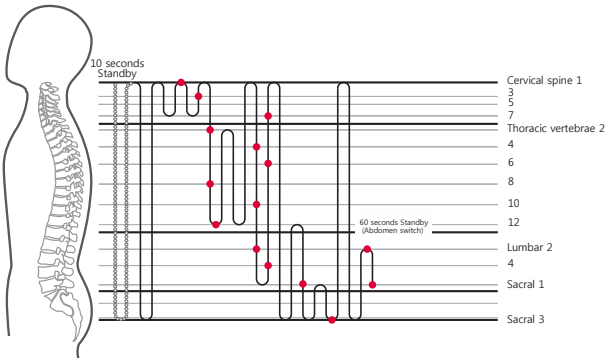 10 seconds
Standby
Cervical spine 1
3
5
7
Thoracic vertebrae 2
4
6
8
10
12
60 seconds Standby
(Abdomen switch)
Lumbar 2
4
Sacral 1
Sacral 3